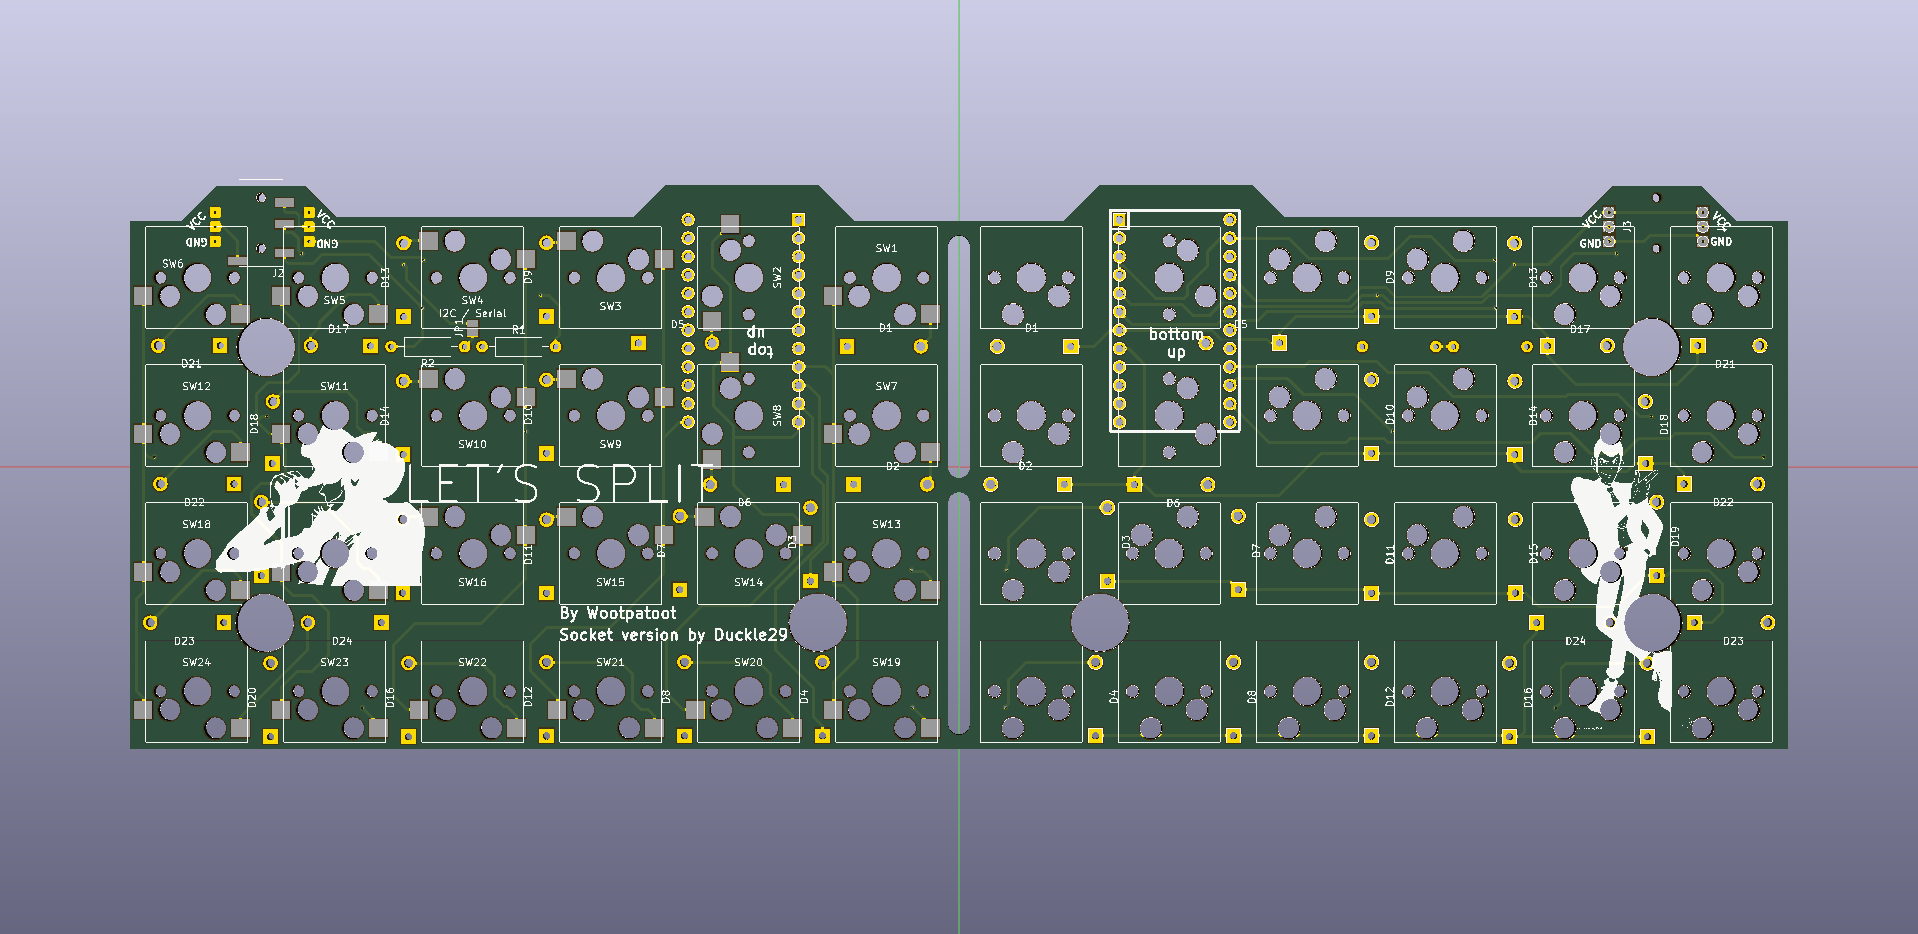 VCC
VCC
GND
GND
J2
SW6
SW5
D13
SW4
D9
SW3
SW2
SW1
I2C / Serial
JP1
R1
R2
D17
D5
D1
top
up
D21
SW12
D18
SW11
D14
SW10
D10
SW9
SW8
SW7
D2
LET'S SPLIT
D22
D6
SW18
SW16
D11
SW15
D7
SW14
D3
SW13
By Wootpatoot
Socket version by Duckle29
D23
D24
SW24
D20
SW23
D16
SW22
D12
SW21
D8
SW20
D4
SW19
VCC
GND
J3
VCC
GND
D1
bottom
up
D5
D9
D13
D17
D21
D10
D14
D18
D2
D6
D22
D3
D7
D11
D15
D19
D24
D23
D4
D8
D12
D16